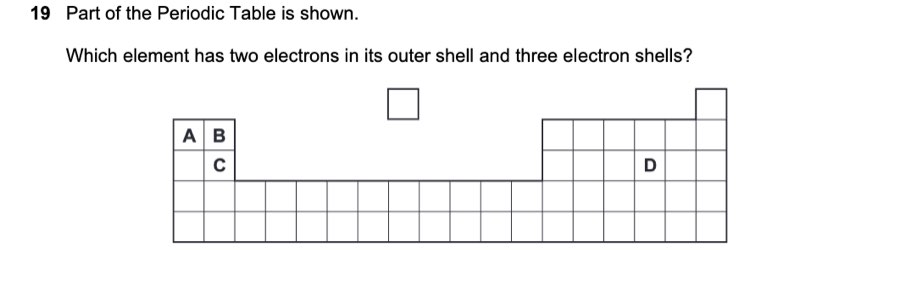 19 Part of the Periodic Table is shown.
Which element has two electrons in its outer shell and three electron shells?
A B
C D